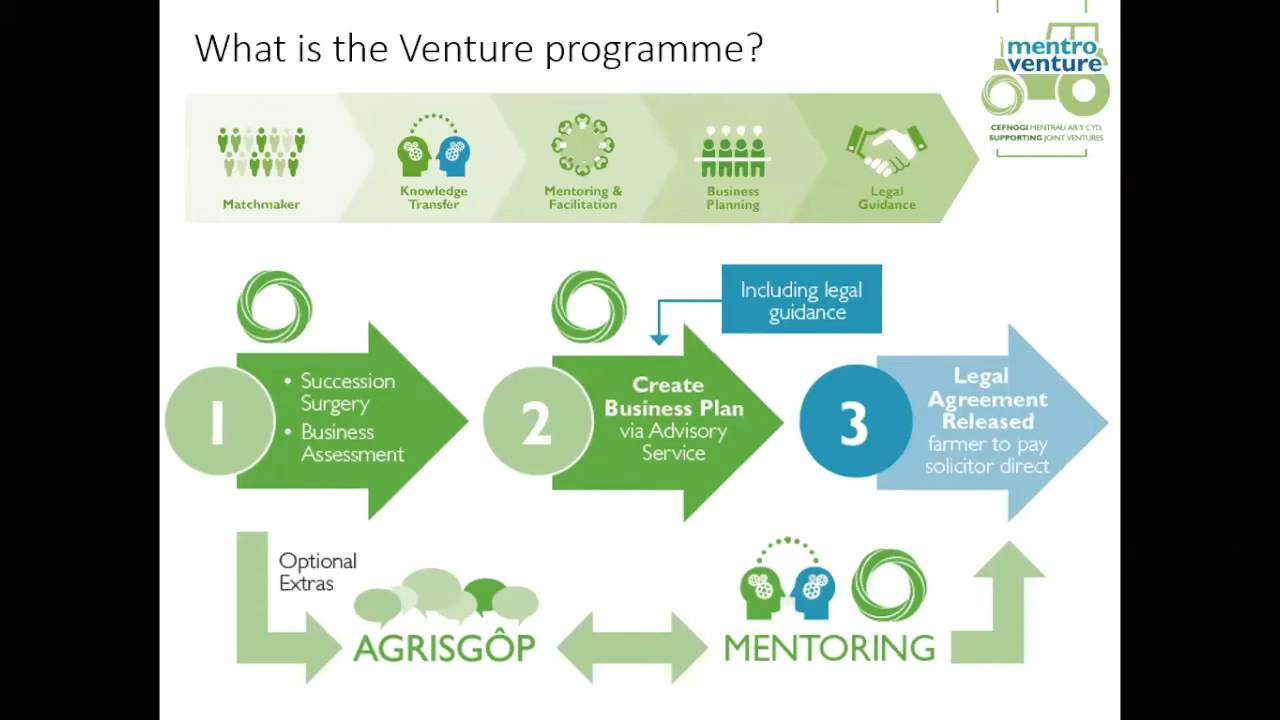 What is the Venture programme?
mentro
venture
CEFNOGI MENTRAU AR Y CYD
SUPPORTING JOINT VENTURES
Matchmaker
Knowledge
Transfer
Mentoring &
Facilitation
Business
Planning
Legal
Guidance
Including legal
guidance
1
• Succession
Surgery
• Business
Assessment
2
Create
Business Plan
via Advisory
Service
3
Legal
Agreement
Released
farmer to pay
solicitor direct
Optional
Extras
AGRISGÔP
MENTORING